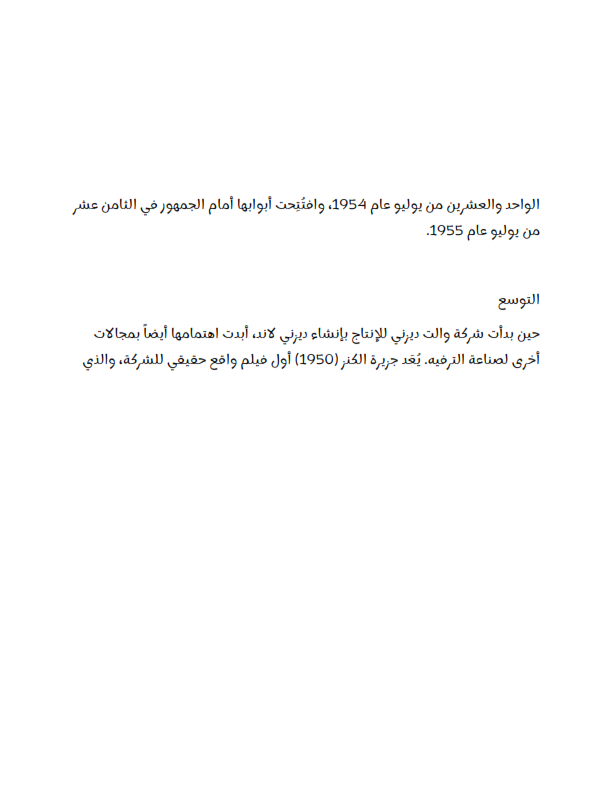 الواحد والعشرين من يوليو عام 1954، وافتُتِحت أبوابها أمام الجمهور في الثامن عشر
من يوليو عام 1955.
التوسع
حين بدأت شركة والت ديزني للإنتاج بإنشاء ديزني لاند، أبدت اهتمامها أيضاً بمجالات
أخرى لصناعة الترفيه. يُعَد جزيرة الكنز (1950) أول فيلم واقع حقيقي للشركة، والذي